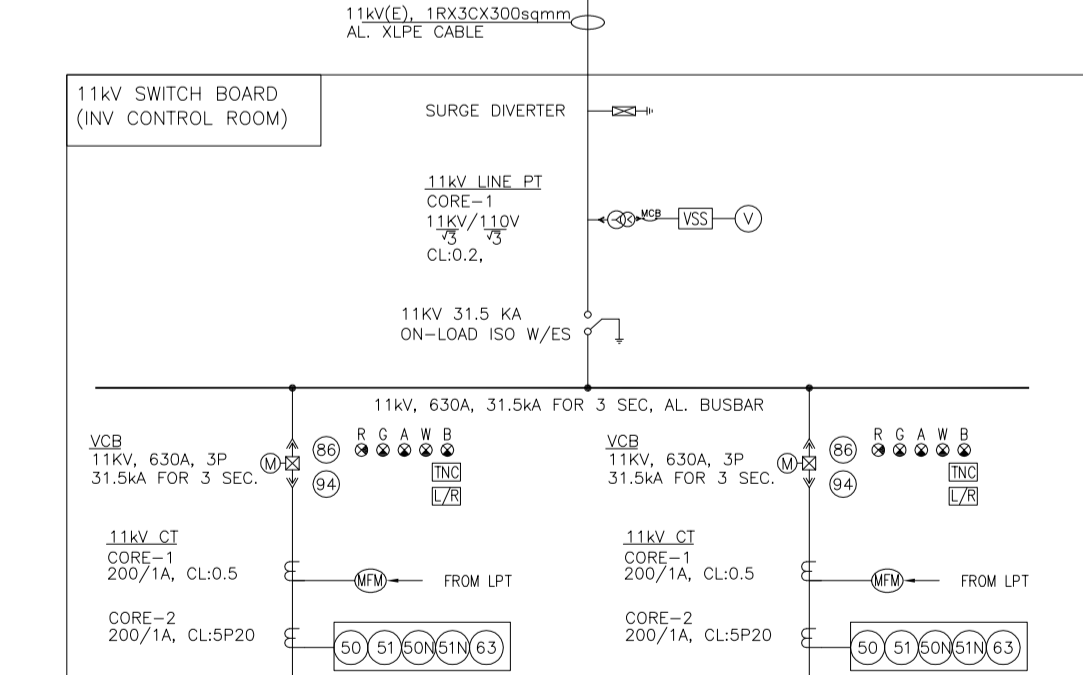 11kV(E), 1RX3CX300sqmm
AL. XLPE CABLE
11kV SWITCH BOARD
(INV CONTROL ROOM)
SURGE DIVERTER
11kV LINE PT
CORE-1
11KV/110V
√3 √3
CL:0.2,
MCB
VSS
V
11KV 31.5 KA
ON-LOAD ISO W/ES
11kV, 630A, 31.5kA FOR 3 SEC, AL. BUSBAR
VCB
11KV, 630A, 3P
31.5kA FOR 3 SEC.
M
86
94
R G A W B
TNC
L/R
11kV CT
CORE-1
200/1A, CL:0.5
MFM
FROM LPT
CORE-2
200/1A, CL:5P20
50 51 50N 51N 63
VCB
11KV, 630A, 3P
31.5kA FOR 3 SEC.
M
86
94
R G A W B
TNC
L/R
11kV CT
CORE-1
200/1A, CL:0.5
MFM
FROM LPT
CORE-2
200/1A, CL:5P20
50 51 50N 51N 63